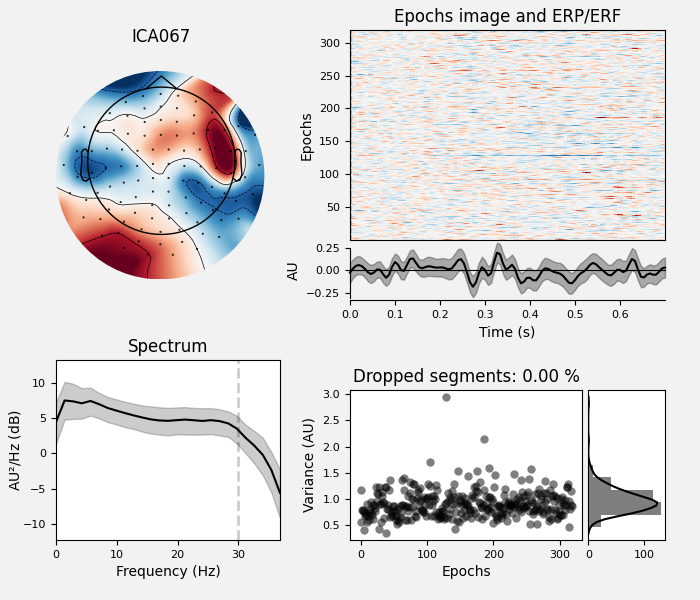 ICA067
Epochs image and ERP/ERF
Epochs
300
250
200
150
100
50
AU
0.25
0.00
−0.25
0.0 0.1 0.2 0.3 0.4 0.5 0.6
Time (s)
Spectrum
AU²/Hz (dB)
10
5
0
−5
−10
0 10 20 30
Frequency (Hz)
Dropped segments: 0.00 %
Variance (AU)
3.0
2.5
2.0
1.5
1.0
0.5
0 100 200 300
Epochs
0 100